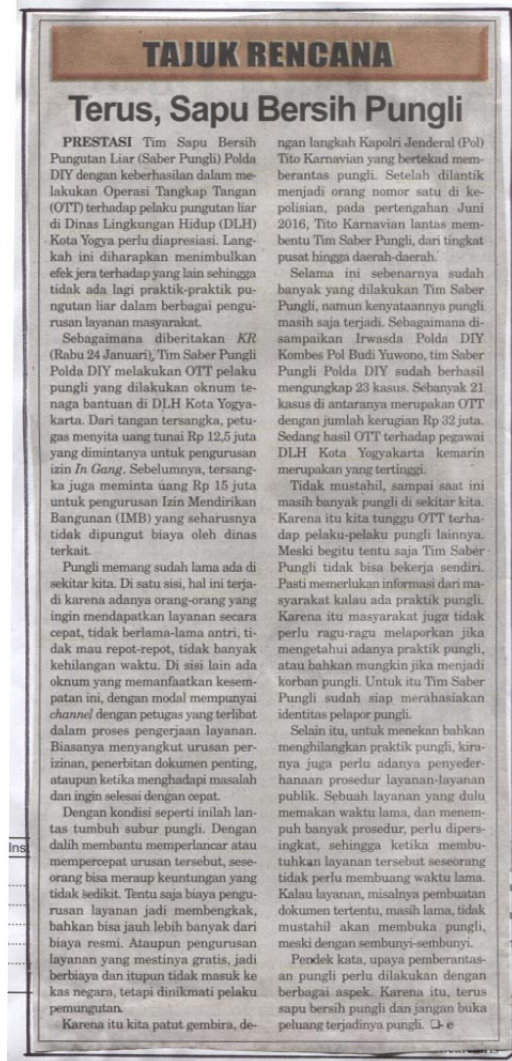 TAJUK RENCANA
Terus, Sapu Bersih Pungli
PRESTASI Tim Sapu Bersih
Pungutan Liar (Saber Pungli) Polda
DIY dengan keberhasilan dalam me-
lakukan Operasi Tangkap Tangan
(OTT) terhadap pelaku pungutan liar
di Dinas Lingkungan Hidup (DLH)
Kota Yogya perlu diapresiasi. Lang-
kah ini diharapkan menimbulkan
efek jera terhadap yang lain sehingga
tidak ada lagi praktik-praktik pu-
ngutan liar dalam berbagai pengu-
rusan layanan masyarakat.
Sebagaimana diberitakan KR
(Rabu 24 Januari), Tim Saber Pungli
Polda DIY melakukan OTT pelaku
pungli yang dilakukan oknum te-
naga bantuan di DLH Kota Yogya-
karta. Dari tangan tersangka, petu-
gas menyita uang tunai Rp 12,5 juta
yang dimintanya untuk pengurusan
izin In Gang. Sebelumnya, tersang-
ka juga meminta uang Rp 15 juta
untuk pengurusan Izin Mendirikan
Bangunan (IMB) yang seharusnya
tidak dipungut biaya oleh dinas
terkait.
Pungli memang sudah lama ada di
sekitar kita. Di satu sisi, hal ini terja-
di karena adanya orang-orang yang
ingin mendapatkan layanan secara
cepat, tidak berlama-lama antri, ti-
dak mau repot-repot, tidak banyak
kehilangan waktu. Di sisi lain ada
oknum yang memanfaatkan kesem-
patan ini, dengan modal mempunyai
channel dengan petugas yang terlibat
dalam proses pengerjaan layanan.
Biasanya menyangkut urusan per-
izinan, penerbitan dokumen penting,
ataupun ketika menghadapi masalah
dan ingin selesai dengan cepat.
Dengan kondisi seperti inilah lan-
tas tumbuh subur pungli. Dengan
dalih membantu memperlancar atau
mempercepat urusan tersebut, sese-
orang bisa meraup keuntungan yang
tidak sedikit. Tentu saja biaya pengu-
rusan layanan jadi membengkak,
bahkan bisa jauh lebih banyak dari
biaya resmi. Ataupun pengurusan
layanan yang mestinya gratis, jadi
berbiaya dan itupun tidak masuk ke
kas negara, tetapi dinikmati pelaku
pemungutan.
Karena itu kita patut gembira, de-
ngan langkah Kapolri Jenderal (Pol)
Tito Karnavian yang bertekad mem-
berantas pungli. Setelah dilantik
menjadi orang nomor satu di ke-
polisian, pada pertengahan Juni
2016, Tito Karnavian lantas mem-
bentu Tim Saber Pungli, dari tingkat
pusat hingga daerah-daerah.
Selama ini sebenarnya sudah
banyak yang dilakukan Tim Saber
Pungli, namun kenyataannya pungli
masih saja terjadi. Sebagaimana di-
sampaikan Irwasda Polda DIY
Kombes Pol Budi Yuwono, tim Saber
Pungli Polda DIY sudah berhasil
mengungkap 23 kasus. Sebanyak 21
kasus di antaranya merupakan OTT
dengan jumlah kerugian Rp 32 juta.
Sedang hasil OTT terhadap pegawai
DLH Kota Yogyakarta kemarin
merupakan yang tertinggi.
Tidak mustahil, sampai saat ini
masih banyak pungli di sekitar kita.
Karena itu kita tunggu OTT terha-
dap pelaku-pelaku pungli lainnya.
Meski begitu tentu saja Tim Saber
Pungli tidak bisa bekerja sendiri.
Pasti memerlukan informasi dari ma-
syarakat kalau ada praktik pungli.
Karena itu masyarakat juga tidak
perlu ragu-ragu melaporkan jika
mengetahui adanya praktik pungli,
atau bahkan mungkin jika menjadi
korban pungli. Untuk itu Tim Saber
Pungli sudah siap merahasiakan
identitas pelapor pungli.
Selain itu, untuk menekan bahkan
menghilangkan praktik pungli, kira-
nya juga perlu adanya penyeder-
hanaan prosedur layanan-layanan
publik. Sebuah layanan yang dulu
memakan waktu lama, dan menem-
puh banyak prosedur, perlu dipers-
ingkat, sehingga ketika membu-
tuhkan layanan tersebut seseorang
tidak perlu membuang waktu lama.
Kalau layanan, misalnya pembuatan
dokumen tertentu, masih lama, tidak
mustahil akan membuka pungli,
meski dengan sembunyi-sembunyi.
Pendek kata, upaya pemberantas-
an pungli perlu dilakukan dengan
berbagai aspek. Karena itu, terus
sapu bersih pungli dan jangan buka
peluang terjadinya pungli. ❑- e
Ins